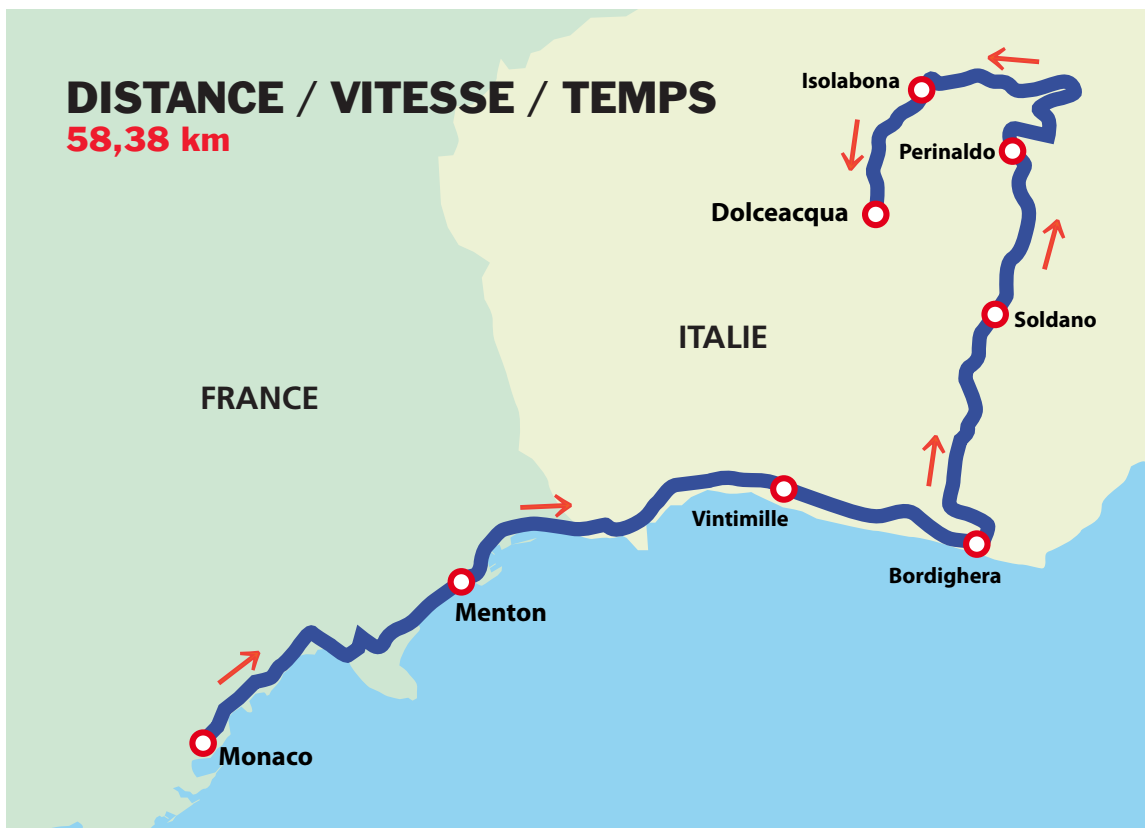 DISTANCE / VITESSE / TEMPS
58,38 km
Isolabona
Perinaldo
Dolceacqua
Soldano
ITALIE
FRANCE
Vintimille
Bordighera
Menton
Monaco